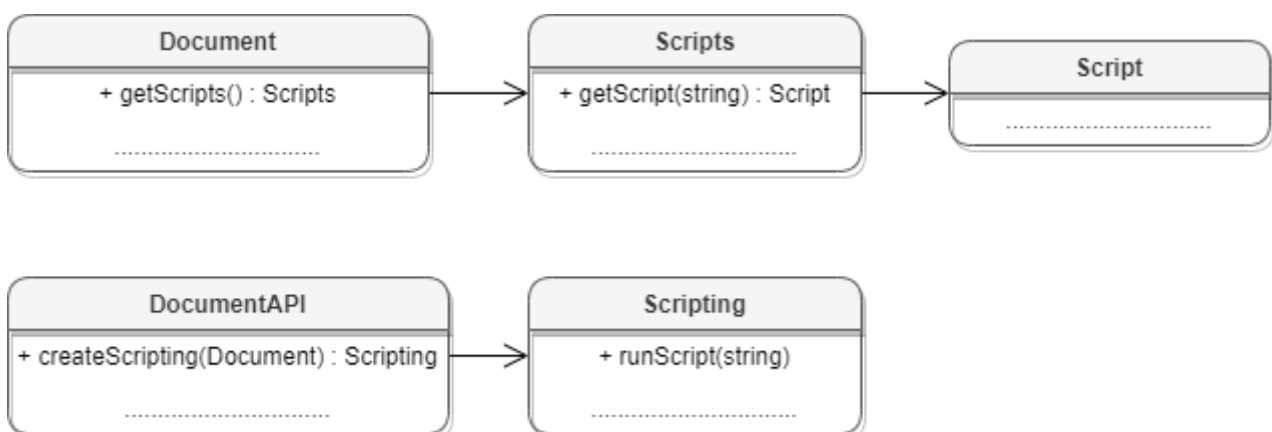 Document
+ getScripts() : Scripts
Scripts
+ getScript(string) : Script
Script
DocumentAPI
+ createScripting(Document) : Scripting
Scripting
+ runScript(string)